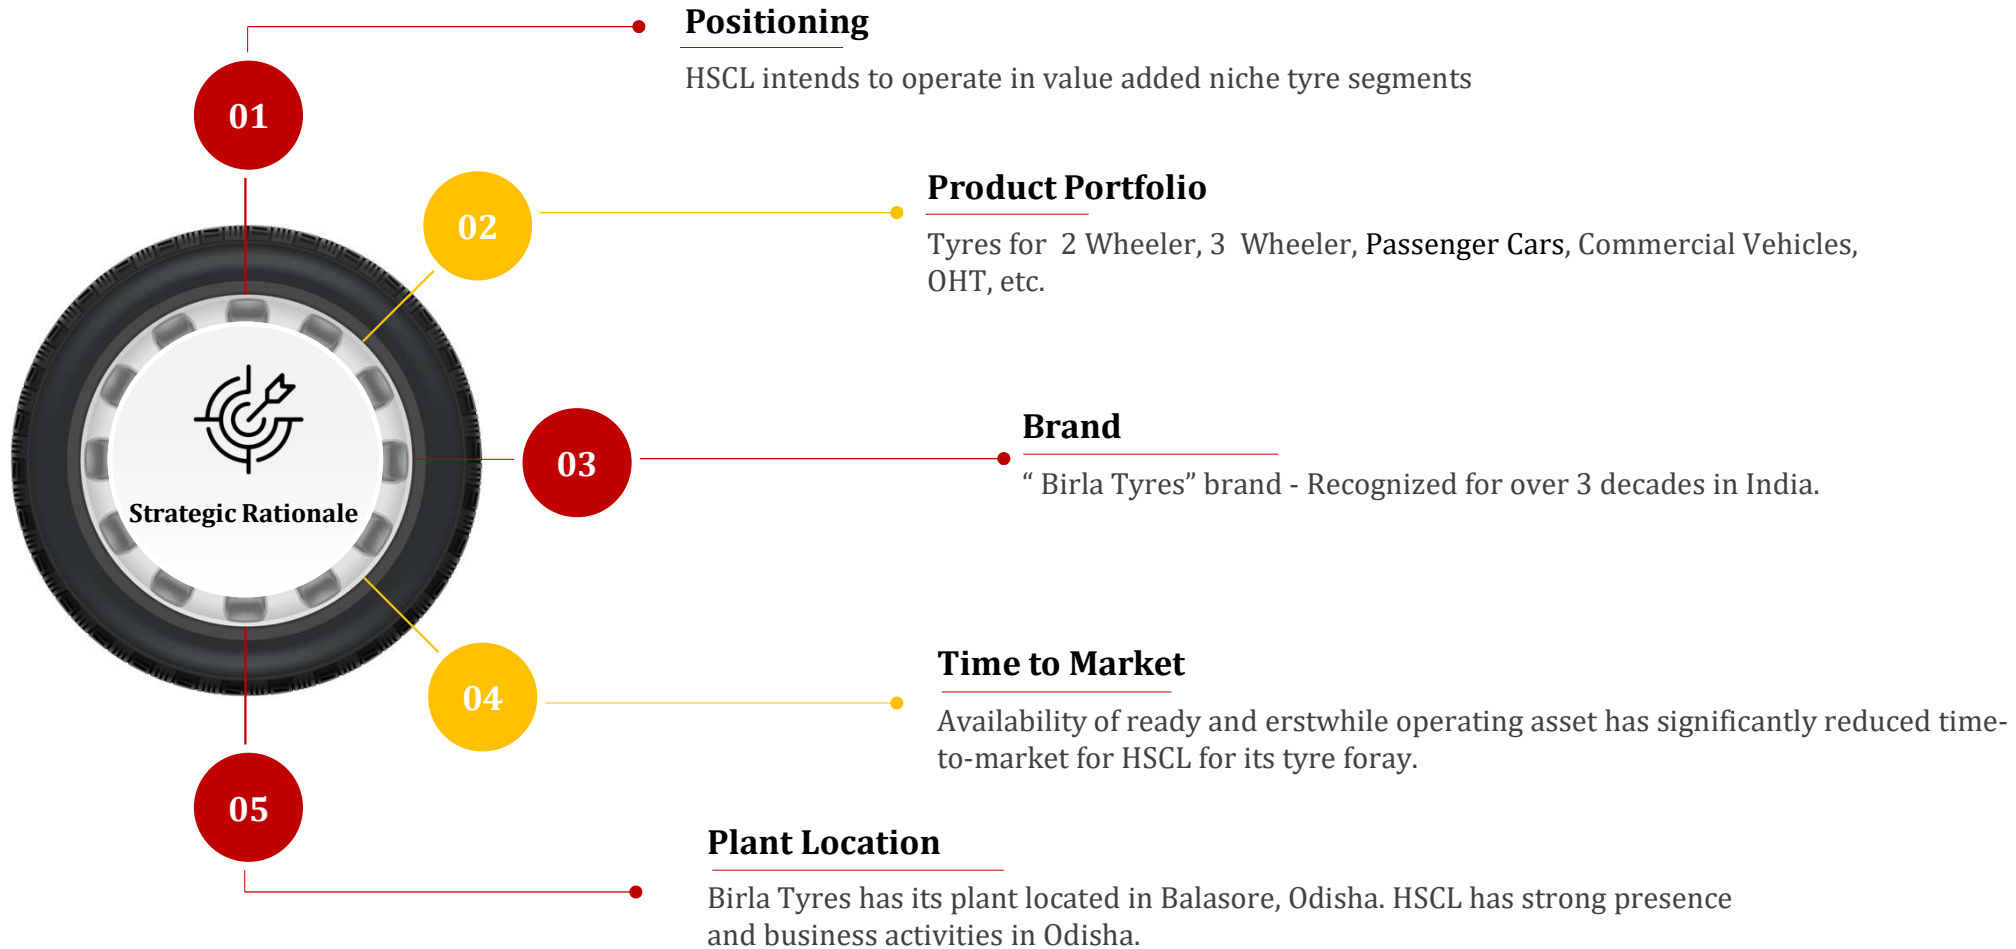 Positioning
HSCL intends to operate in value added niche tyre segments
01
Product Portfolio
02
Tyres for 2 Wheeler, 3 Wheeler, Passenger Cars, Commercial Vehicles,
OHT, etc.
Brand
03
“ Birla Tyres” brand - Recognized for over 3 decades in India.
Strategic Rationale
Time to Market
04
Availability of ready and erstwhile operating asset has significantly reduced time-
to-market for HSCL for its tyre foray.
05
Plant Location
Birla Tyres has its plant located in Balasore, Odisha. HSCL has strong presence
and business activities in Odisha.